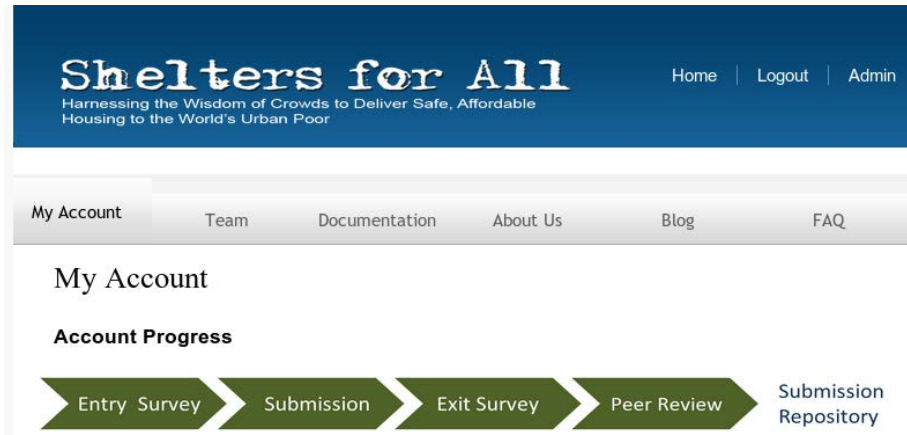 Shelters for All
Harnessing the Wisdom of Crowds to Deliver Safe, Affordable
Housing to the World's Urban Poor
Home | Logout | Admin
My Account Team Documentation About Us Blog FAQ
My Account
Account Progress
Entry Survey Submission Exit Survey Peer Review Submission
Repository